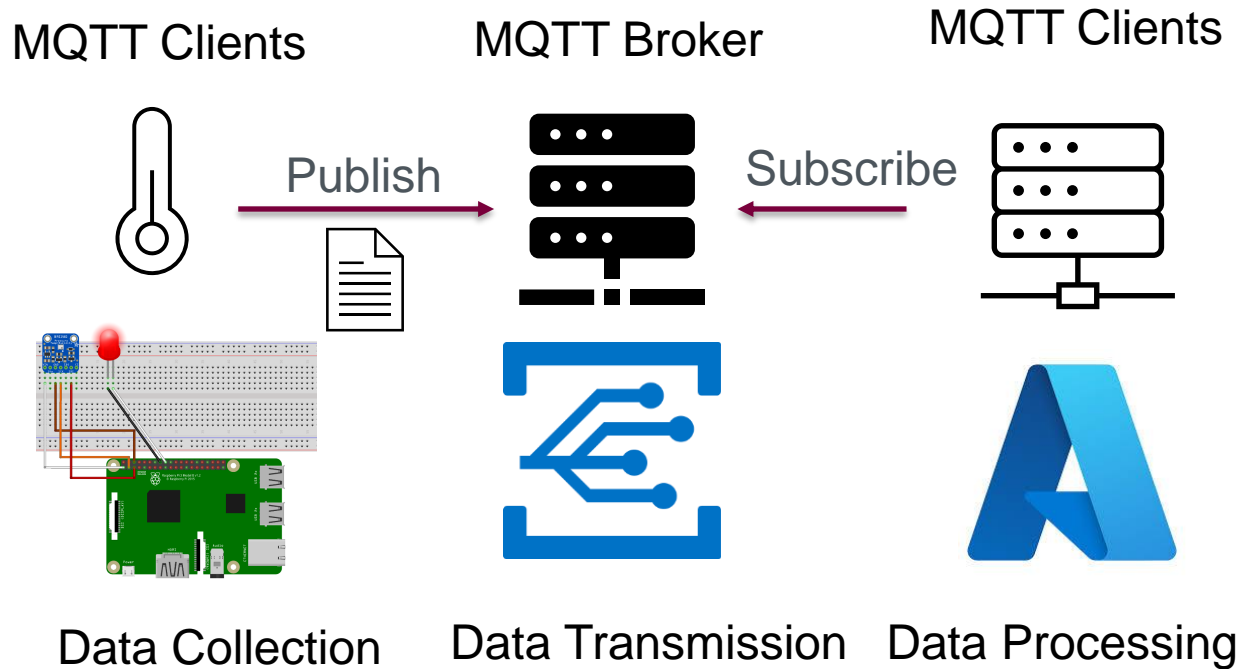 MQTT Clients
MQTT Broker
MQTT Clients
Publish
Subscribe
Data Collection
Data Transmission
Data Processing